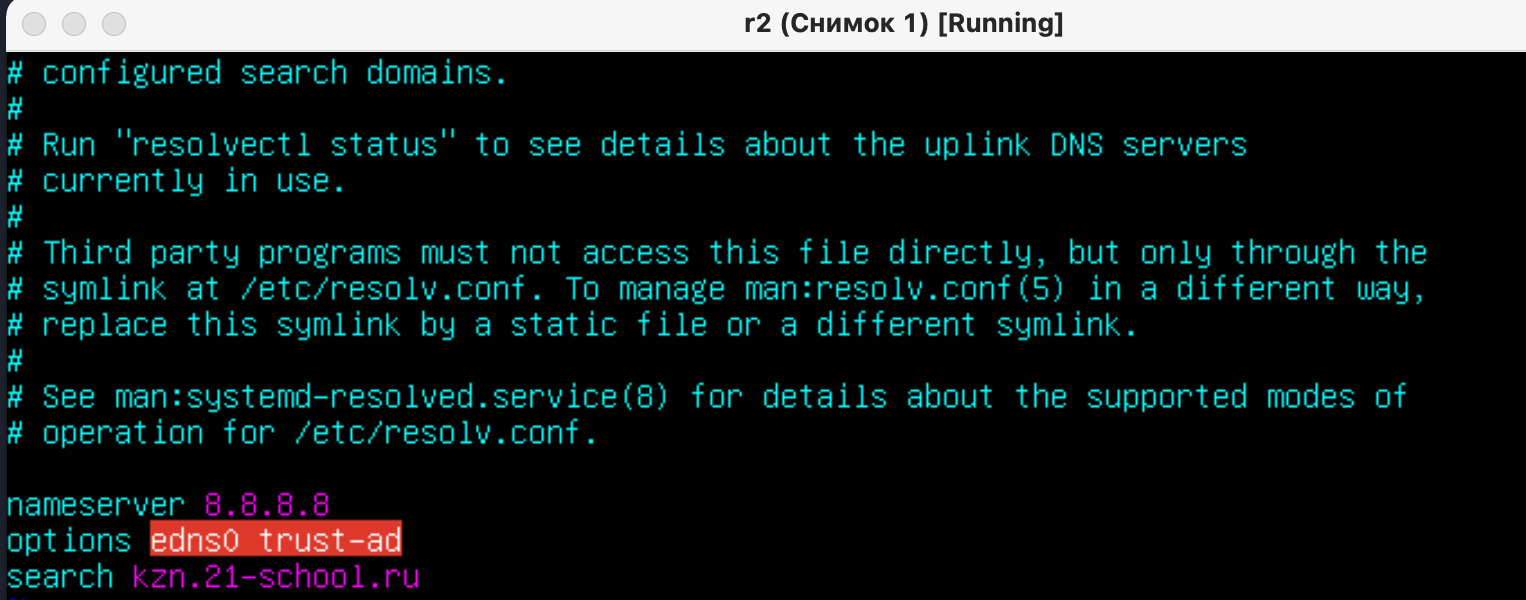 r2 (Снимок 1) [Running]
# configured search domains.
#
# Run "resolvectl status" to see details about the uplink DNS servers
# currently in use.
#
# Third party programs must not access this file directly, but only through the
# symlink at /etc/resolv.conf. To manage man:resolv.conf(5) in a different way,
# replace this symlink by a static file or a different symlink.
#
# See man:systemd-resolved.service(8) for details about the supported modes of
# operation for /etc/resolv.conf.

nameserver 8.8.8.8
options edns0 trust-ad
search kzn.21-school.ru